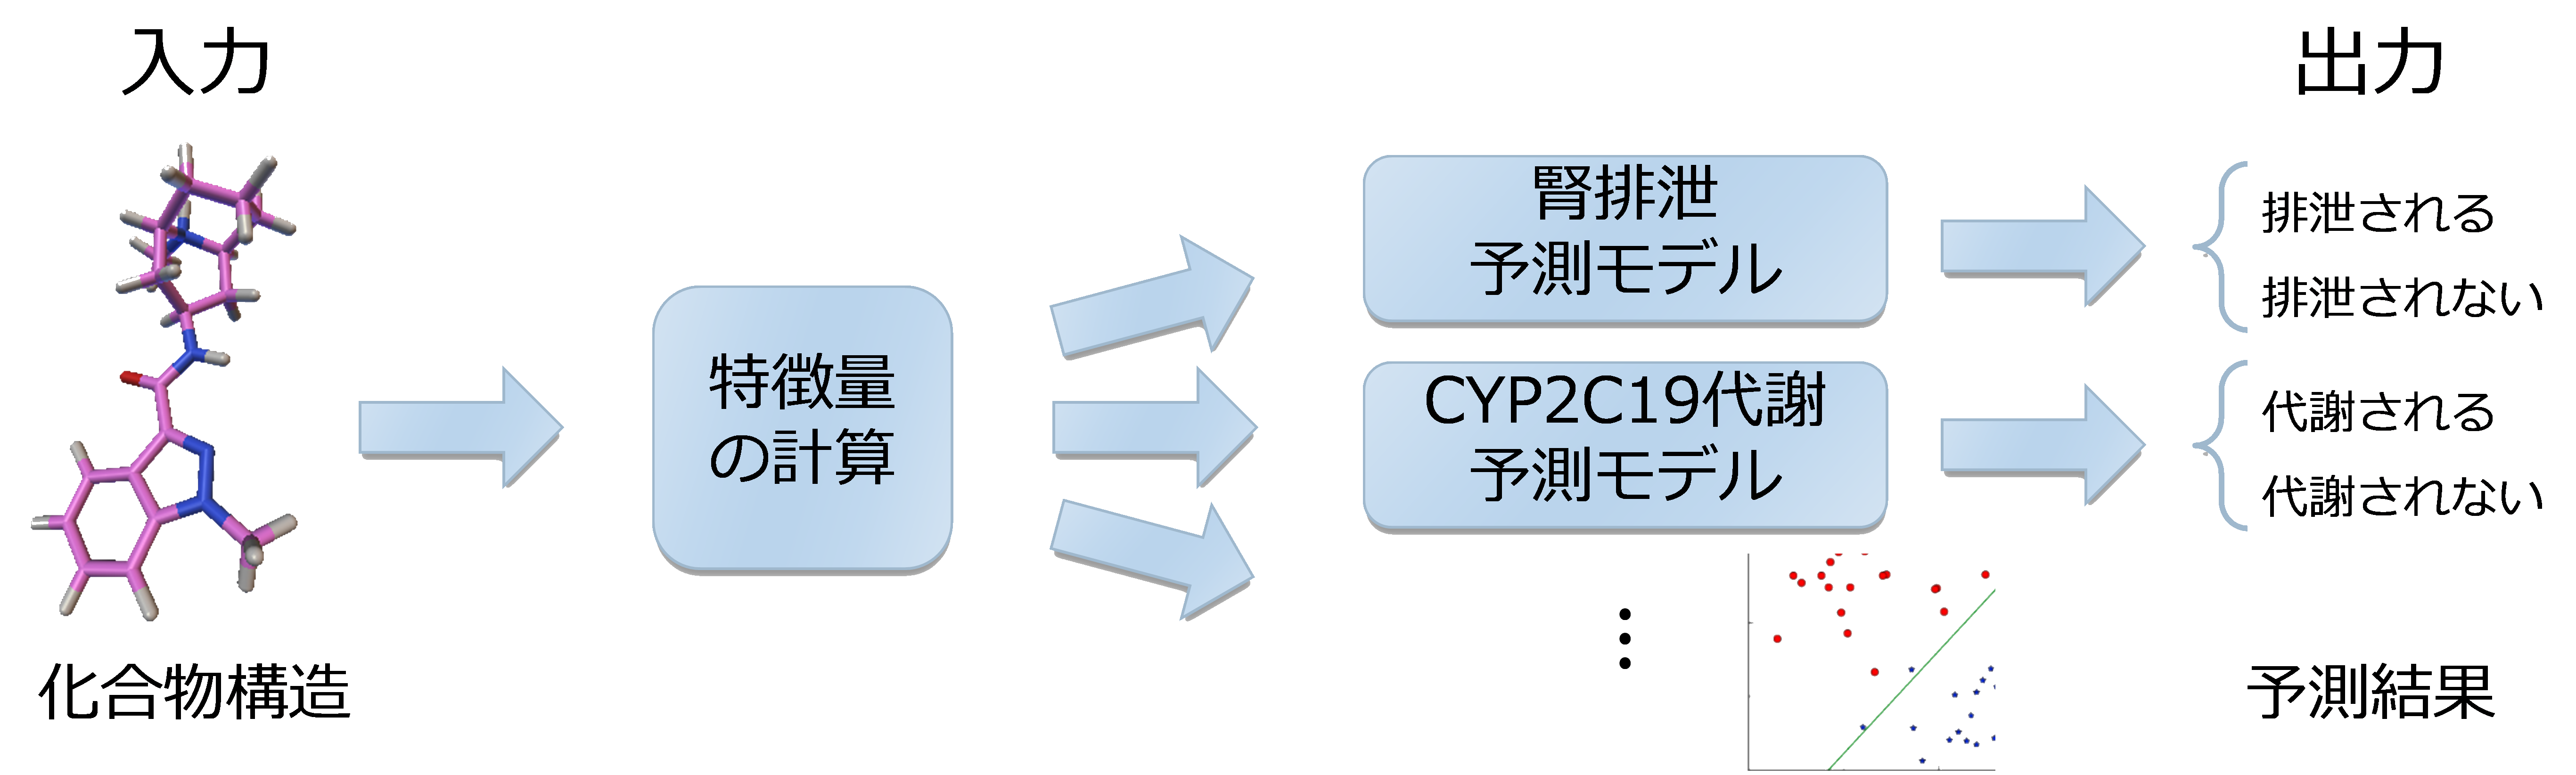 入力
出力
化合物構造
特徴量
の計算
腎排泄
予測モデル
CYP2C19代謝
予測モデル
⋮
排泄される
排泄されない
代謝される
代謝されない
予測結果